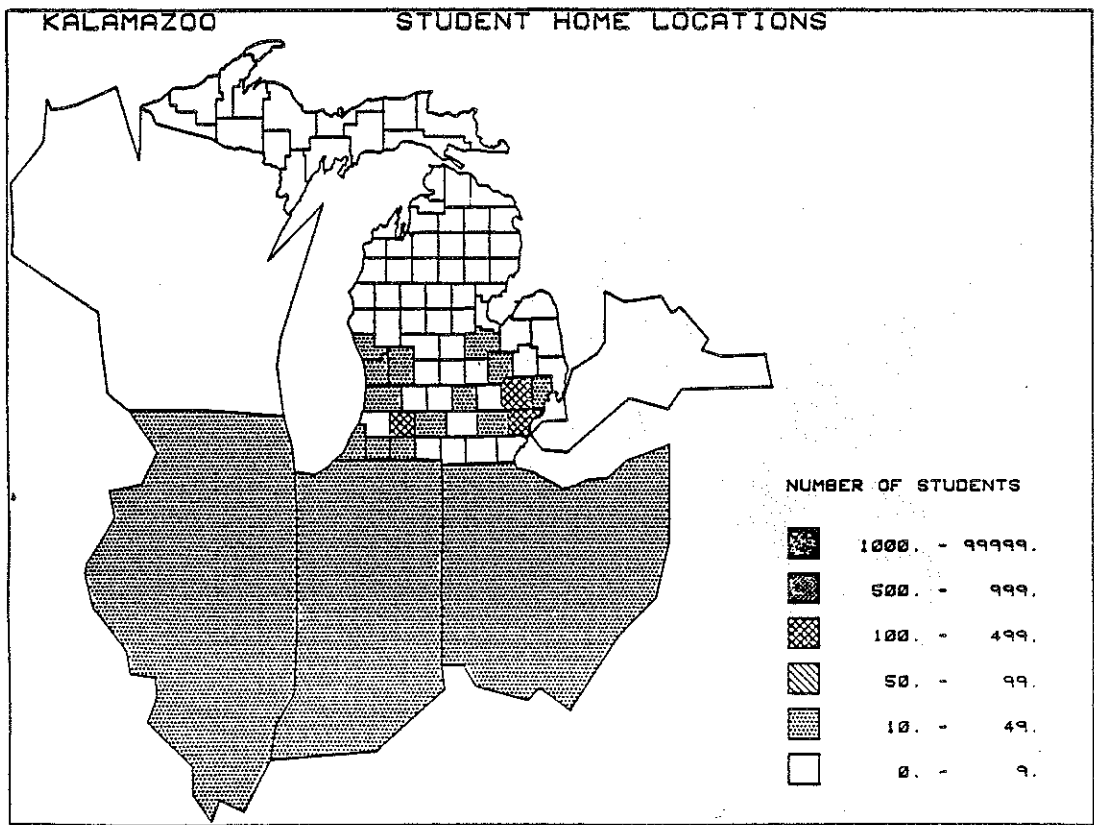 KALAMAZOO STUDENT HOME LOCATIONS
NUMBER OF STUDENTS
1000. - 99999.
500. - 999.
100. - 499.
50. - 99.
10. - 49.
0. - 9.